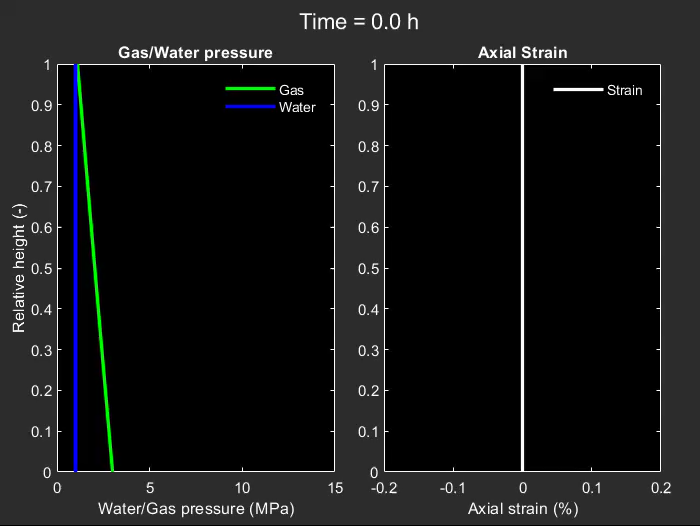 Time = 0.0 h
Gas/Water pressure
Gas
Water
1
0.9
0.8
0.7
0.6
0.5
0.4
0.3
0.2
0.1
0
Relative height (-)
0 5 10 15
Water/Gas pressure (MPa)
Axial Strain
Strain
1
0.9
0.8
0.7
0.6
0.5
0.4
0.3
0.2
0.1
0
-0.2 -0.1 0 0.1 0.2
Axial strain (%)